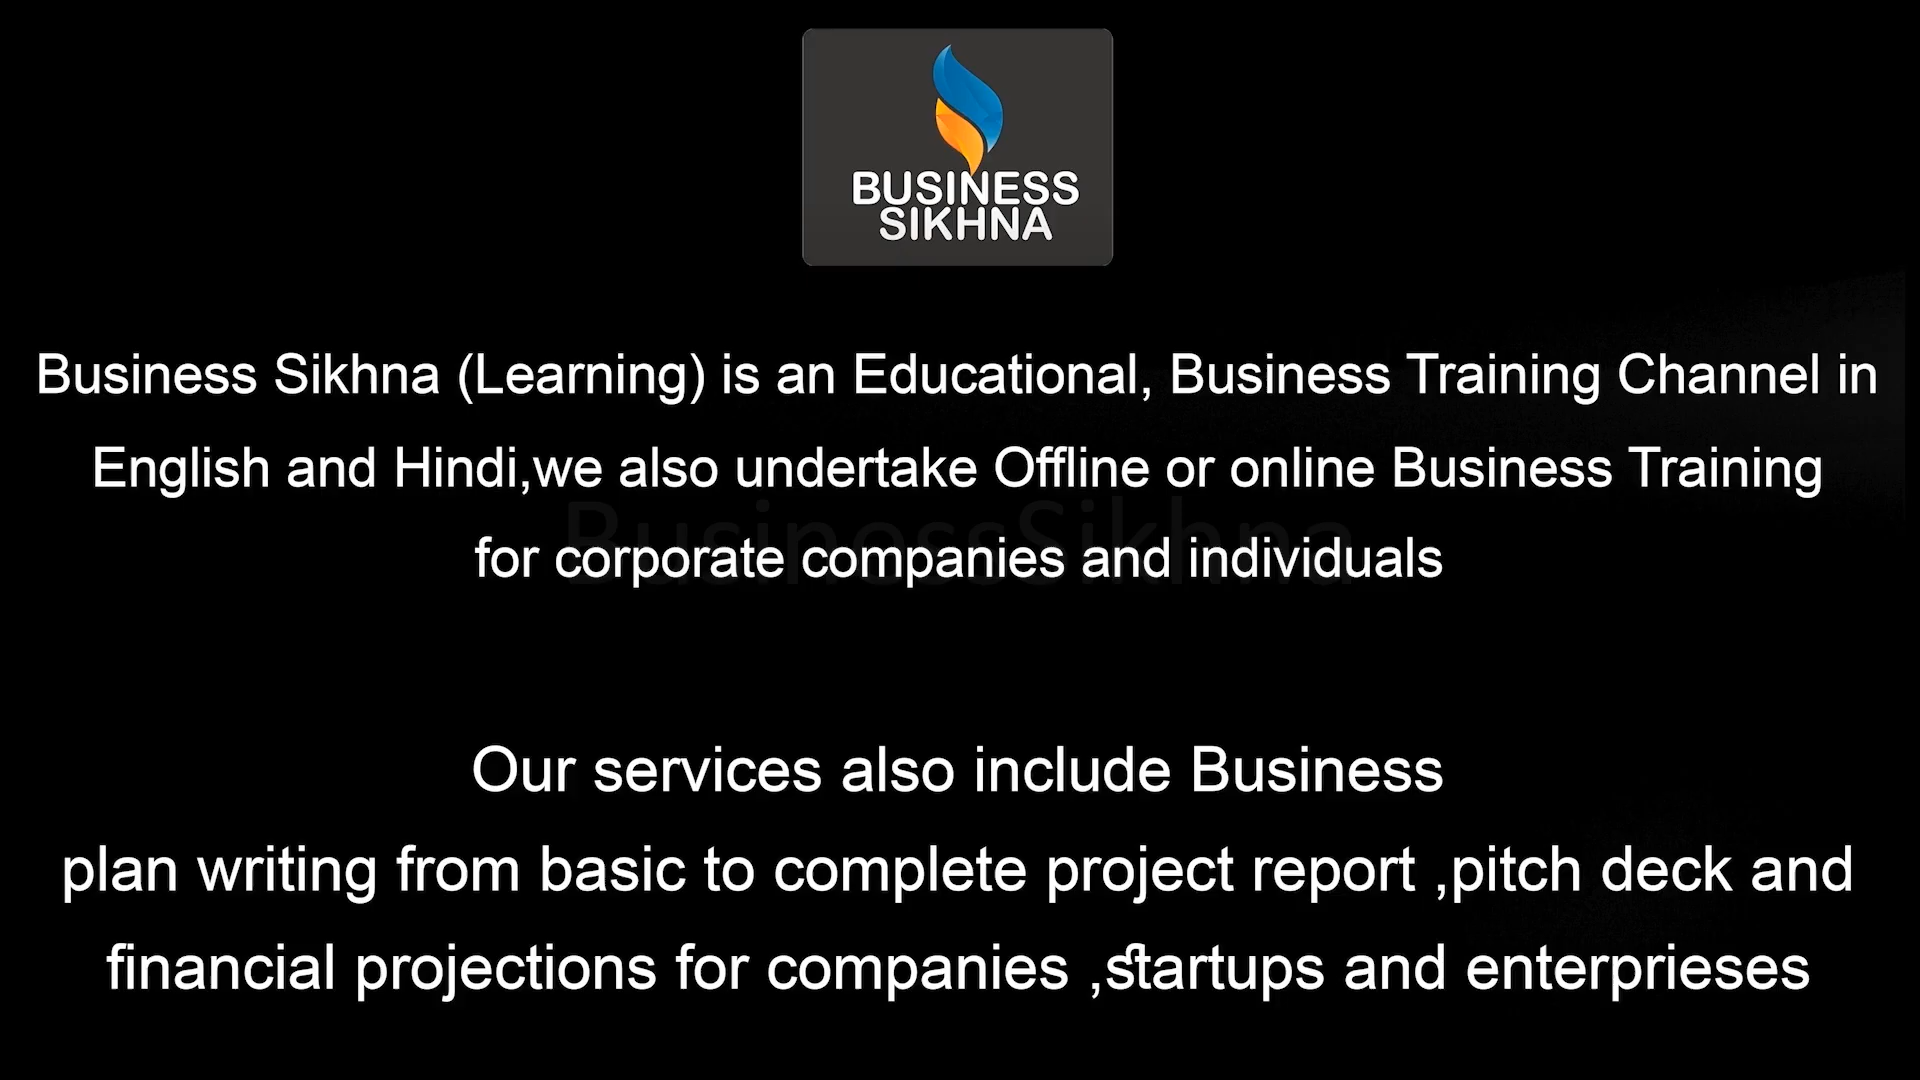 BUSINESS
SIKHNA
Business Sikhna (Learning) is an Educational, Business Training Channel in
English and Hindi,we also undertake Offline or online Business Training
BusinessSikhna
for corporate companies and individuals
Our services also include Business
plan writing from basic to complete project report ,pitch deck and
financial projections for companies ,startups and enterprieses